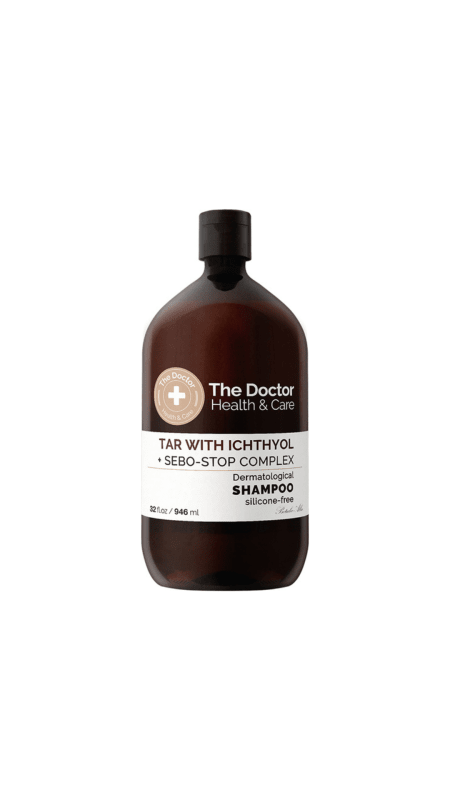 The Doctor
Health & Care
The Doctor
Health & Care
TAR WITH ICHTHYOL
+ SEBO-STOP COMPLEX
Dermatological
SHAMPOO
silicone-free
32 fl.oz / 946 ml